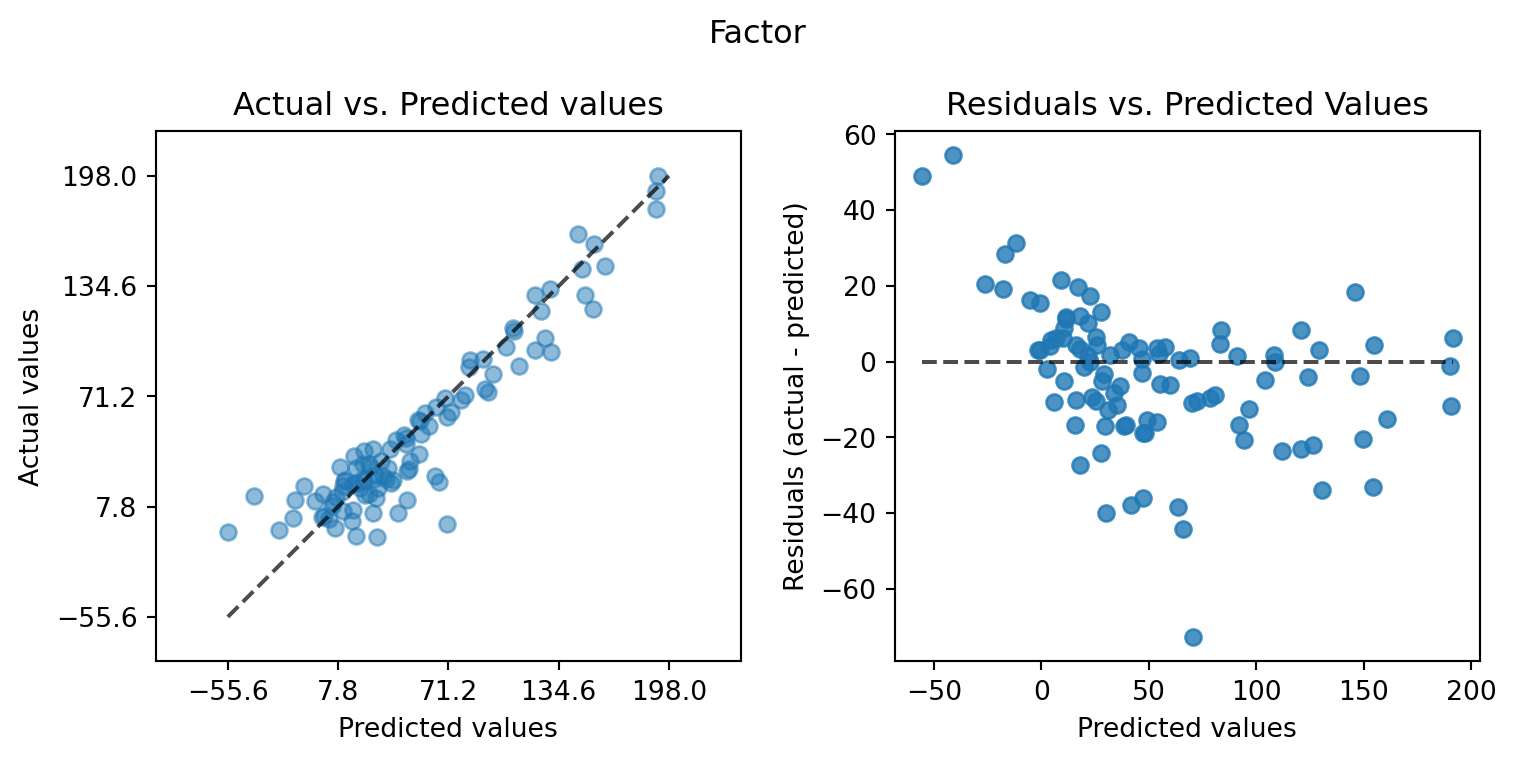 Factor
Actual vs. Predicted values
198.0
134.6
71.2
7.8
−55.6
Actual values
−55.6 7.8 71.2 134.6 198.0
Predicted values
Residuals vs. Predicted Values
60
40
20
0
−20
−40
−60
Residuals (actual - predicted)
−50 0 50 100 150 200
Predicted values